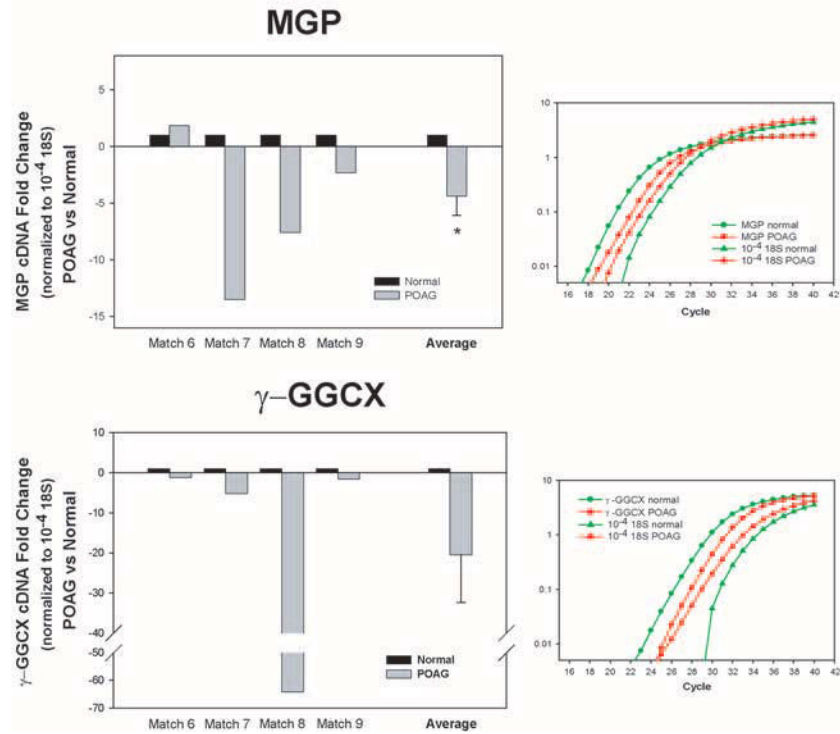 MGP
MGP cDNA Fold Change
(normalized to 10⁻⁴ 18S)
POAG vs Normal
5
0
-5
-10
-15
Normal
POAG
*
Match 6 Match 7 Match 8 Match 9 Average
10
1
0.1
0.01
MGP normal
MGP POAG
10⁻⁴ 18S normal
10⁻⁴ 18S POAG
16 18 20 22 24 26 28 30 32 34 36 38 40 42
Cycle
γ–GGCX
γ–GGCX cDNA Fold Change
(normalized to 10⁻⁴ 18S)
POAG vs Normal
10
0
-10
-20
-30
-40
-50
-60
-70
Normal
POAG
Match 6 Match 7 Match 8 Match 9 Average
10
1
0.1
0.01
γ-GGCX normal
γ-GGCX POAG
10⁻⁴ 18S normal
10⁻⁴ 18S POAG
16 18 20 22 24 26 28 30 32 34 36 38 40 42
Cycle